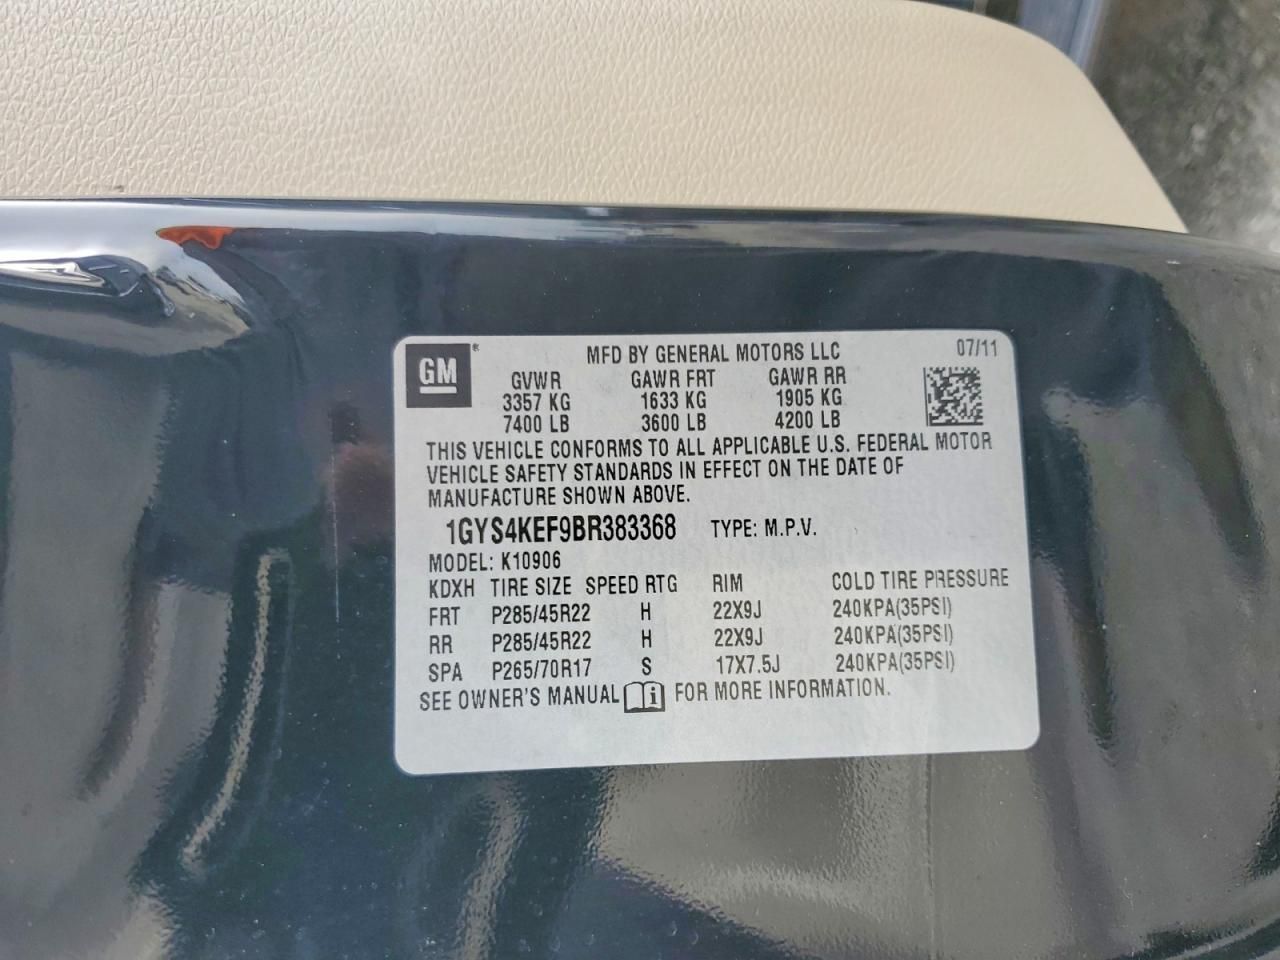 GM ® MFD BY GENERAL MOTORS LLC 07/11
GVWR GAWR FRT GAWR RR
3357 KG 1633 KG 1905 KG
7400 LB 3600 LB 4200 LB
THIS VEHICLE CONFORMS TO ALL APPLICABLE U.S. FEDERAL MOTOR
VEHICLE SAFETY STANDARDS IN EFFECT ON THE DATE OF
MANUFACTURE SHOWN ABOVE.
1GYS4KEF9BR383368 TYPE: M.P.V.
MODEL: K10906
KDXH TIRE SIZE SPEED RTG RIM COLD TIRE PRESSURE
FRT P285/45R22 H 22X9J 240KPA(35PSI)
RR P285/45R22 H 22X9J 240KPA(35PSI)
SPA P265/70R17 S 17X7.5J 240KPA(35PSI)
SEE OWNER'S MANUAL i FOR MORE INFORMATION.